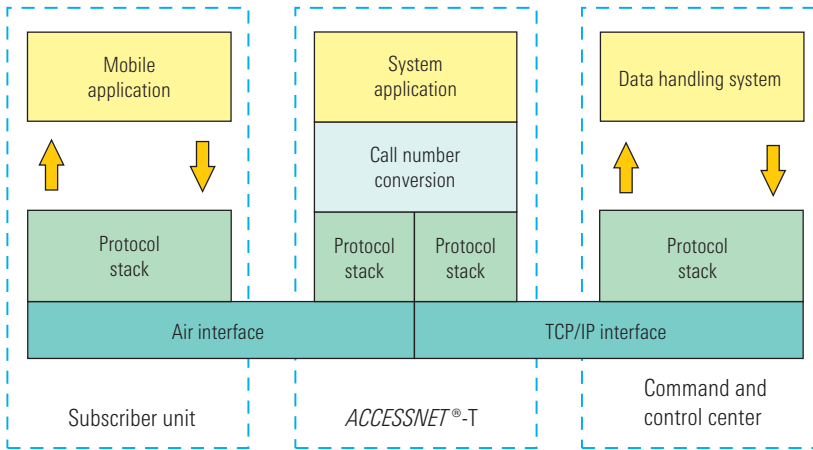 Mobile
application
System
application
Data handling system
Call number
conversion
Protocol
stack
Protocol
stack
Protocol
stack
Protocol
stack
Air interface
TCP/IP interface
Subscriber unit
ACCESSNET®-T
Command and
control center